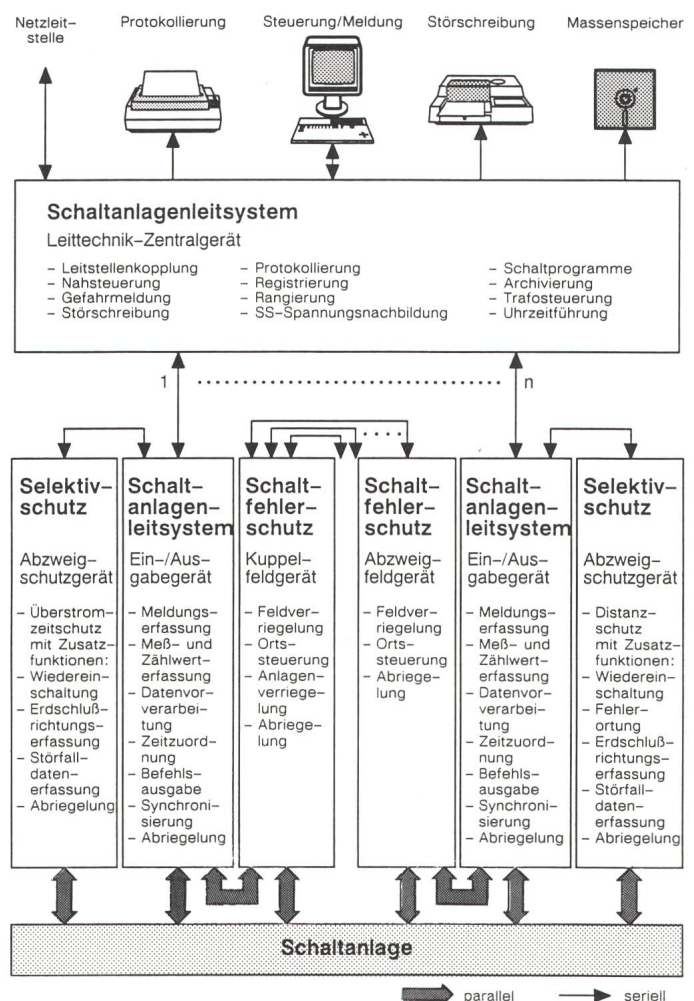 Netzleit-
stelle
Protokollierung
Steuerung/Meldung
Störschreibung
Massenspeicher
Schaltanlagenleitsystem
Leittechnik-Zentralgerät
- Leitstellenkopplung
- Nahsteuerung
- Gefahrmeldung
- Störschreibung
- Protokollierung
- Registrierung
- Rangierung
- SS-Spannungsnachbildung
- Schaltprogramme
- Archivierung
- Trafosteuerung
- Uhrzeitführung
1
n
Selektiv-
schutz
Abzweig-
schutzgerät
- Überstrom-
zeitschutz
mit Zusatz-
funktionen:
- Wiederein-
schaltung
- Erdschluß-
richtungs-
erfassung
- Störfall-
daten-
erfassung
- Abriegelung
Schalt-
anlagen-
leitsystem
Ein-/Aus-
gabegerät
- Meldungs-
erfassung
- Meß- und
Zählwert-
erfassung
- Datenvor-
verarbei-
tung
- Zeitzuord-
nung
- Befehls-
ausgabe
- Synchroni-
sierung
- Abriegelung
Schalt-
fehler-
schutz
Kuppel-
feldgerät
- Feldver-
riegelung
- Orts-
steuerung
- Anlagen-
verriege-
lung
- Abriege-
lung
Schalt-
fehler-
schutz
Abzweig-
feldgerät
- Feldver-
riegelung
- Orts-
steuerung
- Abriege-
lung
Schalt-
anlagen-
leitsystem
Ein-/Aus-
gabegerät
- Meldungs-
erfassung
- Meß- und
Zählwert-
erfassung
- Datenvor-
verarbei-
tung
- Zeitzuord-
nung
- Befehls-
ausgabe
- Synchroni-
sierung
- Abriegelung
Selektiv-
schutz
Abzweig-
schutzgerät
- Distanz-
schutz
mit Zusatz-
funktionen:
- Wiederein-
schaltung
- Fehler-
ortung
- Erdschluß-
richtungs-
erfassung
- Störfall-
daten-
erfassung
- Abriegelung
Schaltanlage
parallel
seriell